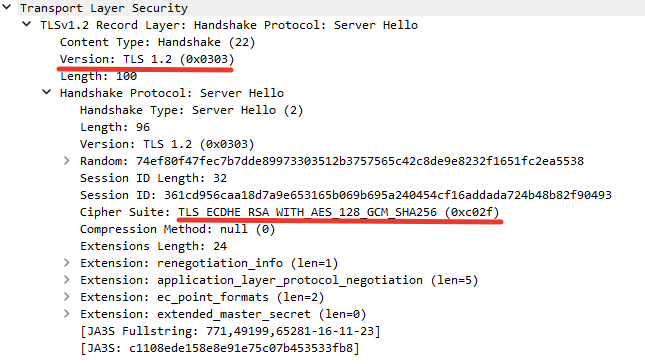 Transport Layer Security
TLSv1.2 Record Layer: Handshake Protocol: Server Hello
Content Type: Handshake (22)
Version: TLS 1.2 (0x0303)
Length: 100
Handshake Protocol: Server Hello
Handshake Type: Server Hello (2)
Length: 96
Version: TLS 1.2 (0x0303)
Random: 74ef80f47fec7b7dde89973303512b3757565c42c8de9e8232f1651fc2ea5538
Session ID Length: 32
Session ID: 361cd956caa18d7a9e653165b069b695a240454cf16addada724b48b82f90493
Cipher Suite: TLS_ECDHE_RSA_WITH_AES_128_GCM_SHA256 (0xc02f)
Compression Method: null (0)
Extensions Length: 24
Extension: renegotiation_info (len=1)
Extension: application_layer_protocol_negotiation (len=5)
Extension: ec_point_formats (len=2)
Extension: extended_master_secret (len=0)
[JA3S Fullstring: 771,49199,65281-16-11-23]
[JA3S: c1108ede158e8e91e75c07b453533fb8]